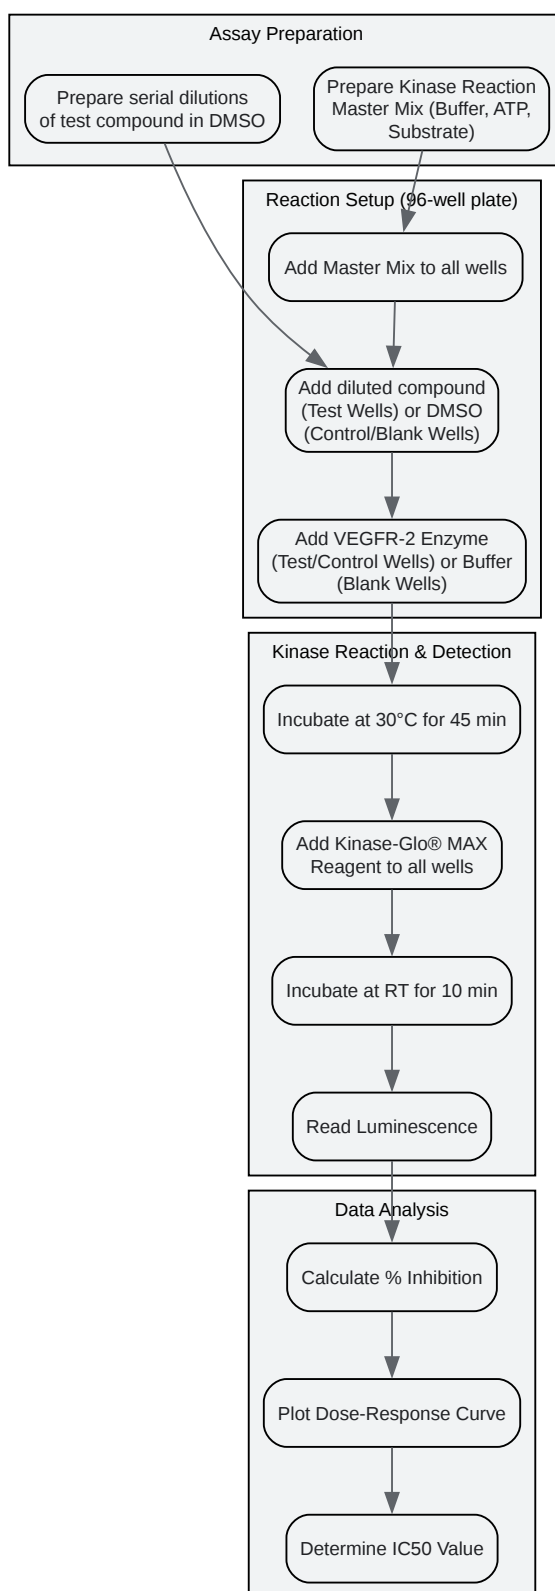 Assay Preparation
Prepare serial dilutions
of test compound in DMSO
Prepare Kinase Reaction
Master Mix (Buffer, ATP,
Substrate)
Reaction Setup (96-well plate)
Add Master Mix to all wells
Add diluted compound
(Test Wells) or DMSO
(Control/Blank Wells)
Add VEGFR-2 Enzyme
(Test/Control Wells) or Buffer
(Blank Wells)
Kinase Reaction & Detection
Incubate at 30°C for 45 min
Add Kinase-Glo® MAX
Reagent to all wells
Incubate at RT for 10 min
Read Luminescence
Data Analysis
Calculate % Inhibition
Plot Dose-Response Curve
Determine IC50 Value